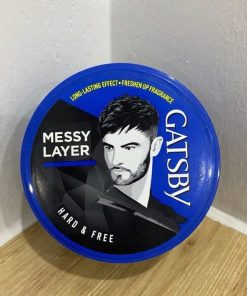 LONG-LASTING EFFECT • FRESHEN UP FRAGRANCE
MESSY
LAYER
GATSBY
HARD & FREE